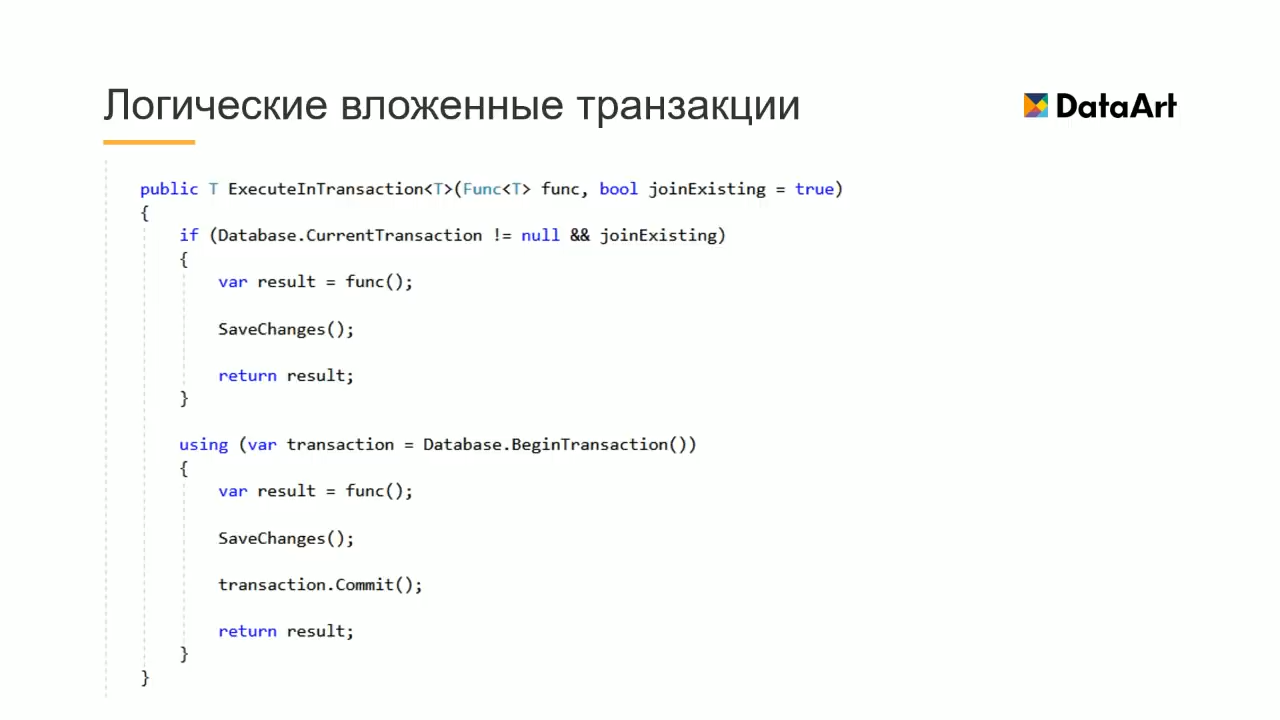 Логические вложенные транзакции
DataArt
public T ExecuteInTransaction<T>(Func<T> func, bool joinExisting = true)
{
if (Database.CurrentTransaction != null && joinExisting)
{
var result = func();
SaveChanges();
return result;
}
using (var transaction = Database.BeginTransaction())
{
var result = func();
SaveChanges();
transaction.Commit();
return result;
}
}